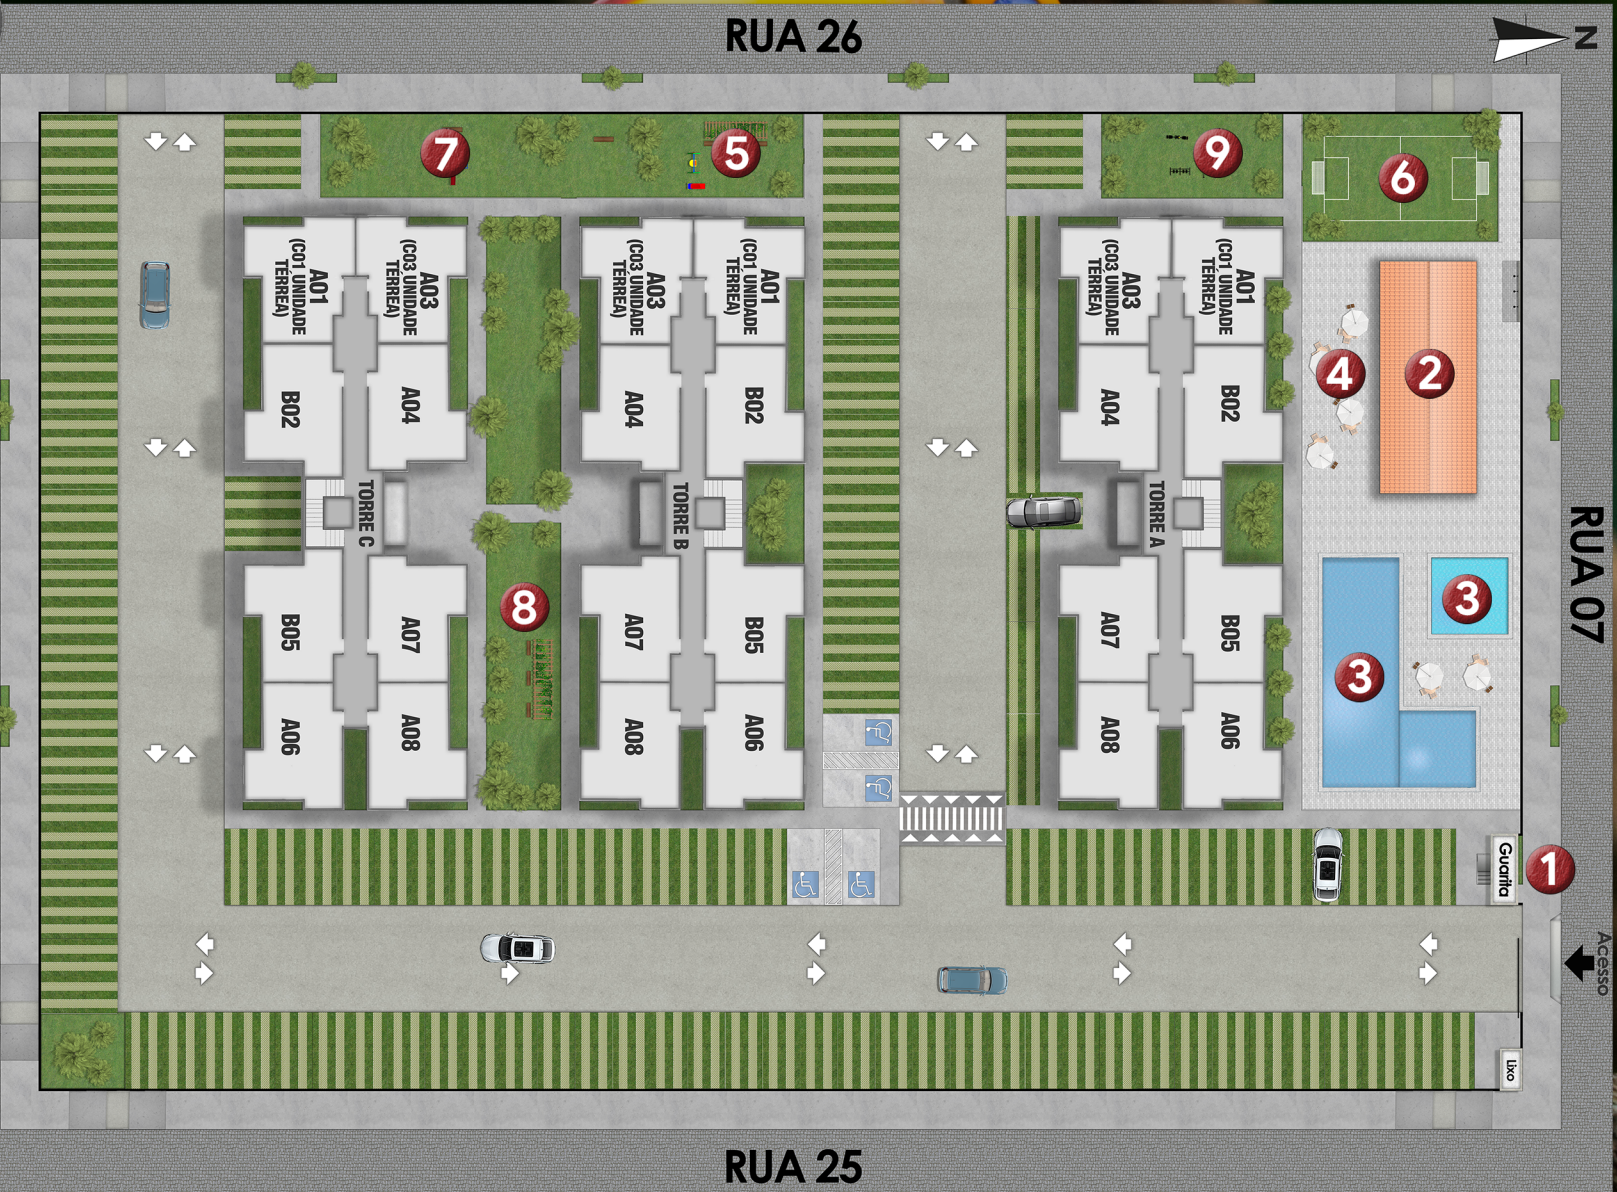 RUA 26
N
7
5
9
6
A01
(C01 UNIDADE
TÉRREA)
A03
(C03 UNIDADE
TÉRREA)
A03
(C03 UNIDADE
TÉRREA)
A01
(C01 UNIDADE
TÉRREA)
A03
(C03 UNIDADE
TÉRREA)
A01
(C01 UNIDADE
TÉRREA)
4
2
B02
A04
A04
B02
A04
B02
TORRE C
TORRE B
TORRE A
RUA 07
8
3
3
B05
A07
A07
B05
A07
B05
A06
A08
A08
A06
A08
A06
Guarita
1
Acesso
Lixo
RUA 25